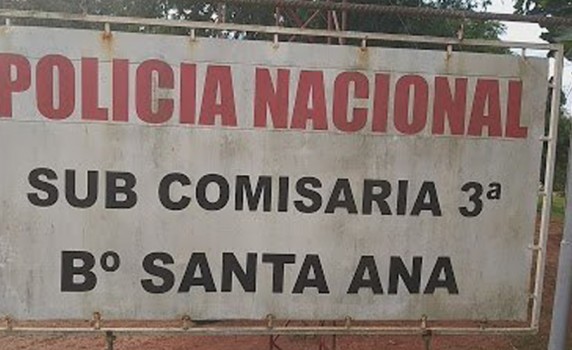 POLICIA NACIONAL
SUB COMISARIA 3ª
Bº SANTA ANA